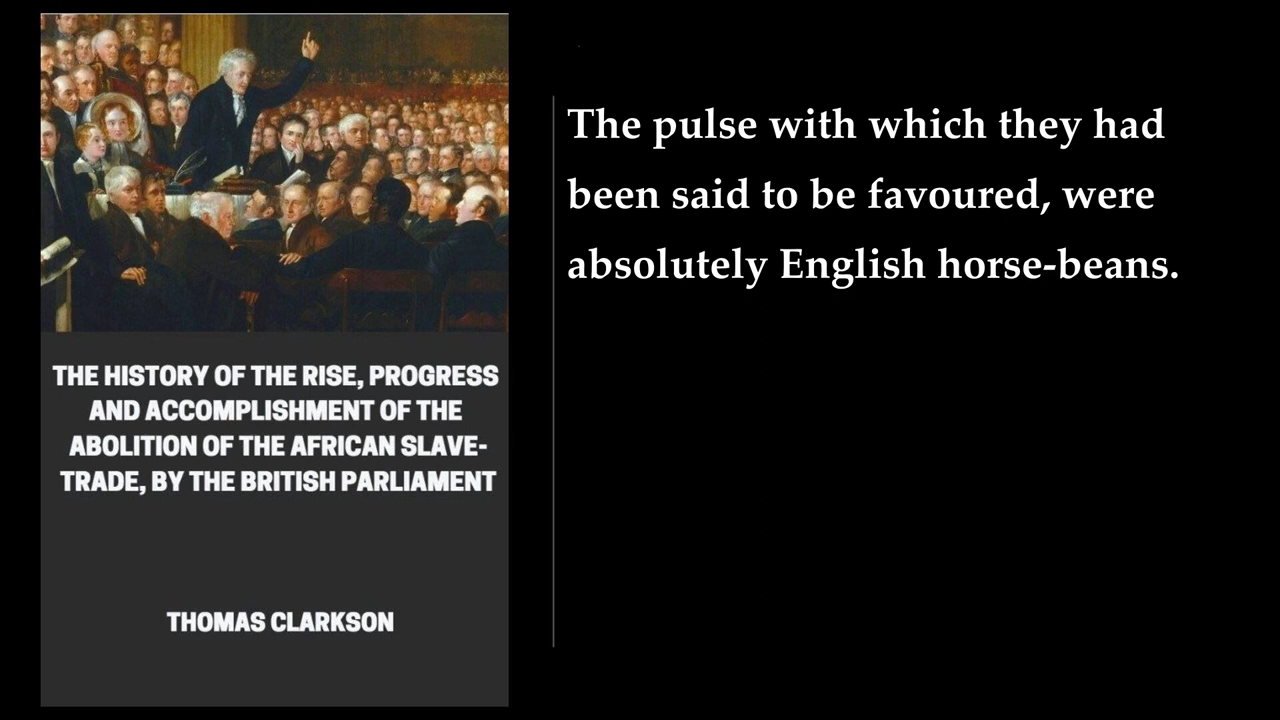 THE HISTORY OF THE RISE, PROGRESS
AND ACCOMPLISHMENT OF THE
ABOLITION OF THE AFRICAN SLAVE-
TRADE, BY THE BRITISH PARLIAMENT
THOMAS CLARKSON
The pulse with which they had
been said to be favoured, were
absolutely English horse-beans.